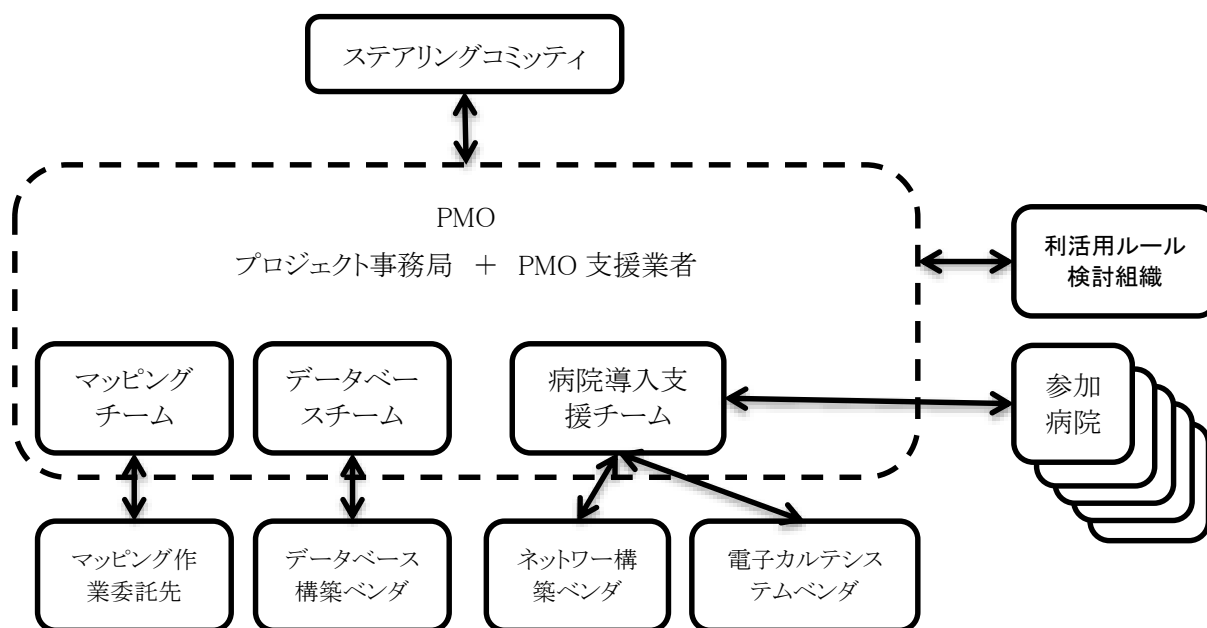 ステアリングコミッティ
PMO
プロジェクト事務局 + PMO 支援業者
利活用ルール
検討組織
マッピング
チーム
データベー
スチーム
病院導入支
援チーム
参加
病院
マッピング作
業委託先
データベース
構築ベンダ
ネットワー構
築ベンダ
電子カルテシス
テムベンダ